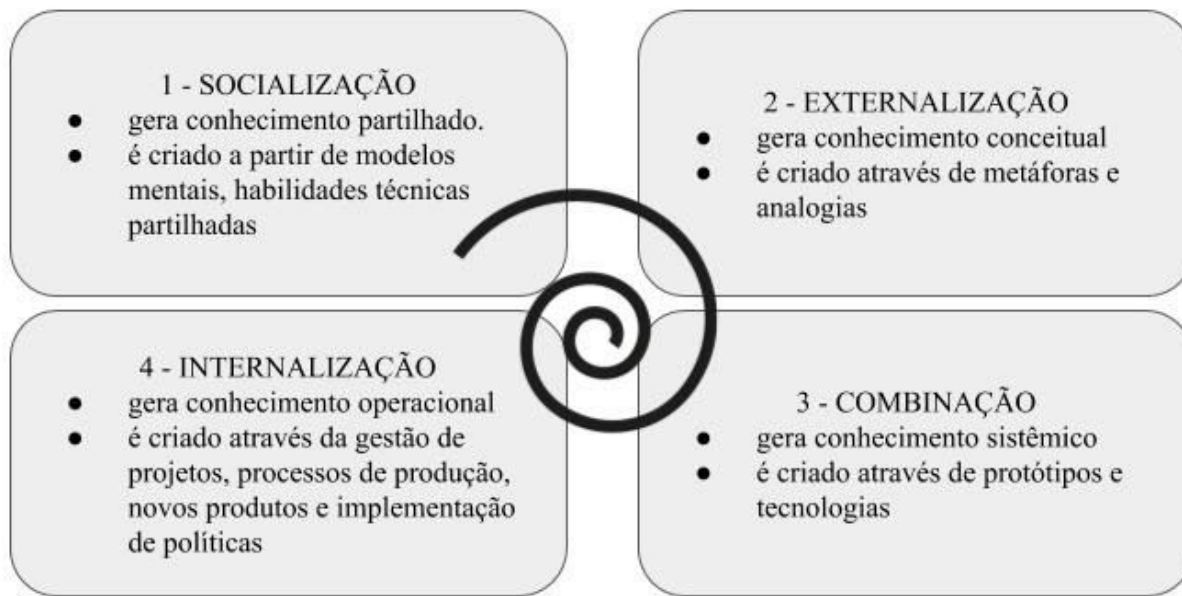 1 - SOCIALIZAÇÃO
● gera conhecimento partilhado.
● é criado a partir de modelos
mentais, habilidades técnicas
partilhadas
2 - EXTERNALIZAÇÃO
● gera conhecimento conceitual
● é criado através de metáforas e
analogias
4 - INTERNALIZAÇÃO
● gera conhecimento operacional
● é criado através da gestão de
projetos, processos de produção,
novos produtos e implementação
de políticas
3 - COMBINAÇÃO
● gera conhecimento sistêmico
● é criado através de protótipos e
tecnologias